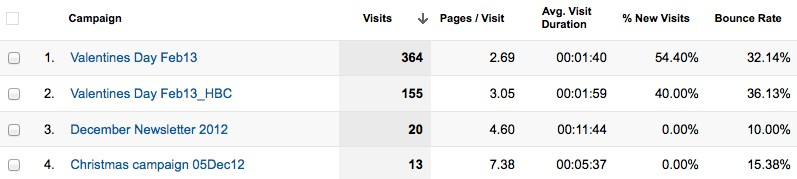 Campaign Visits Pages / Visit Avg. Visit Duration % New Visits Bounce Rate
1. Valentines Day Feb13 364 2.69 00:01:40 54.40% 32.14%
2. Valentines Day Feb13_HBC 155 3.05 00:01:59 40.00% 36.13%
3. December Newsletter 2012 20 4.60 00:11:44 0.00% 10.00%
4. Christmas campaign 05Dec12 13 7.38 00:05:37 0.00% 15.38%